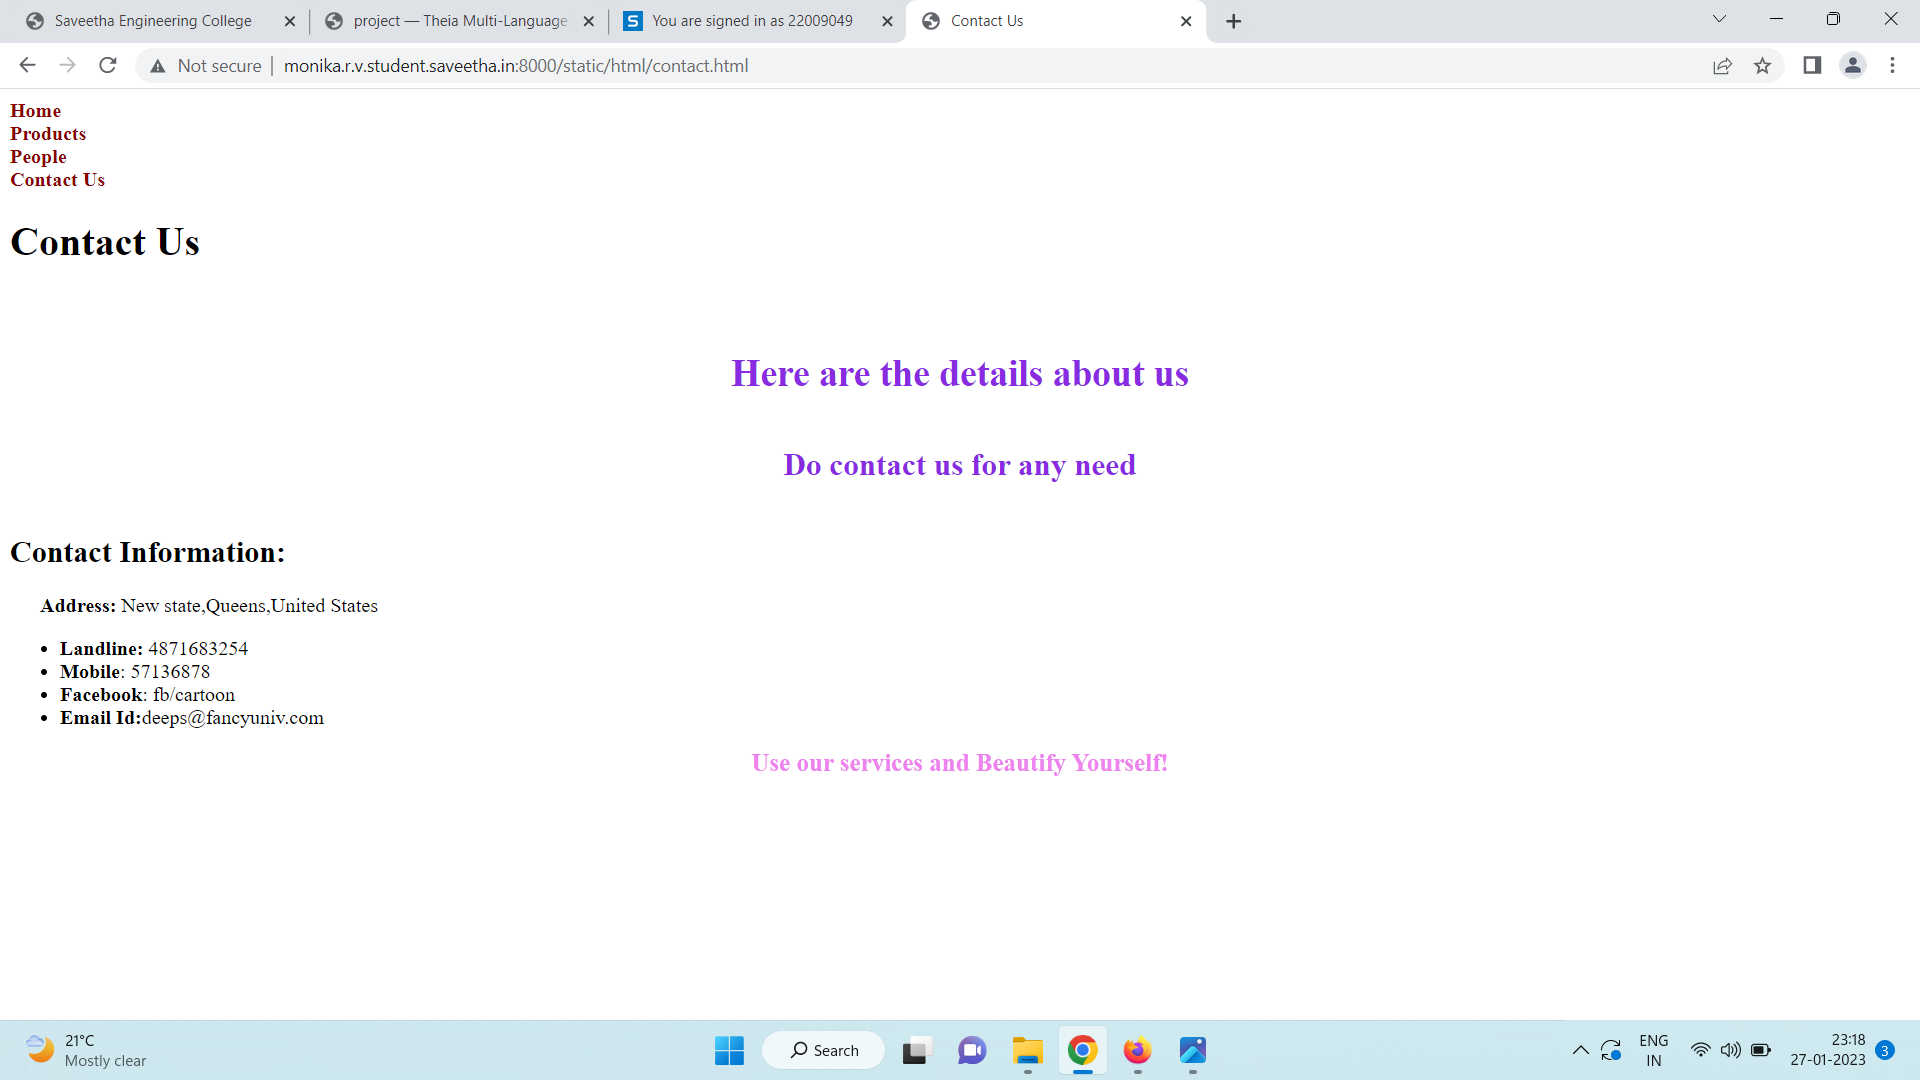 Saveetha Engineering College
project — Theia Multi-Language
You are signed in as 22009049
Contact Us
Not secure
monika.r.v.student.saveetha.in:8000/static/html/contact.html
Home
Products
People
Contact Us
Contact Us
Here are the details about us
Do contact us for any need
Contact Information:
Address: New state,Queens,United States
Landline: 4871683254
Mobile: 57136878
Facebook: fb/cartoon
Email Id:deeps@fancyuniv.com
Use our services and Beautify Yourself!
21°C
Mostly clear
Search
ENG
IN
23:18
27-01-2023
3